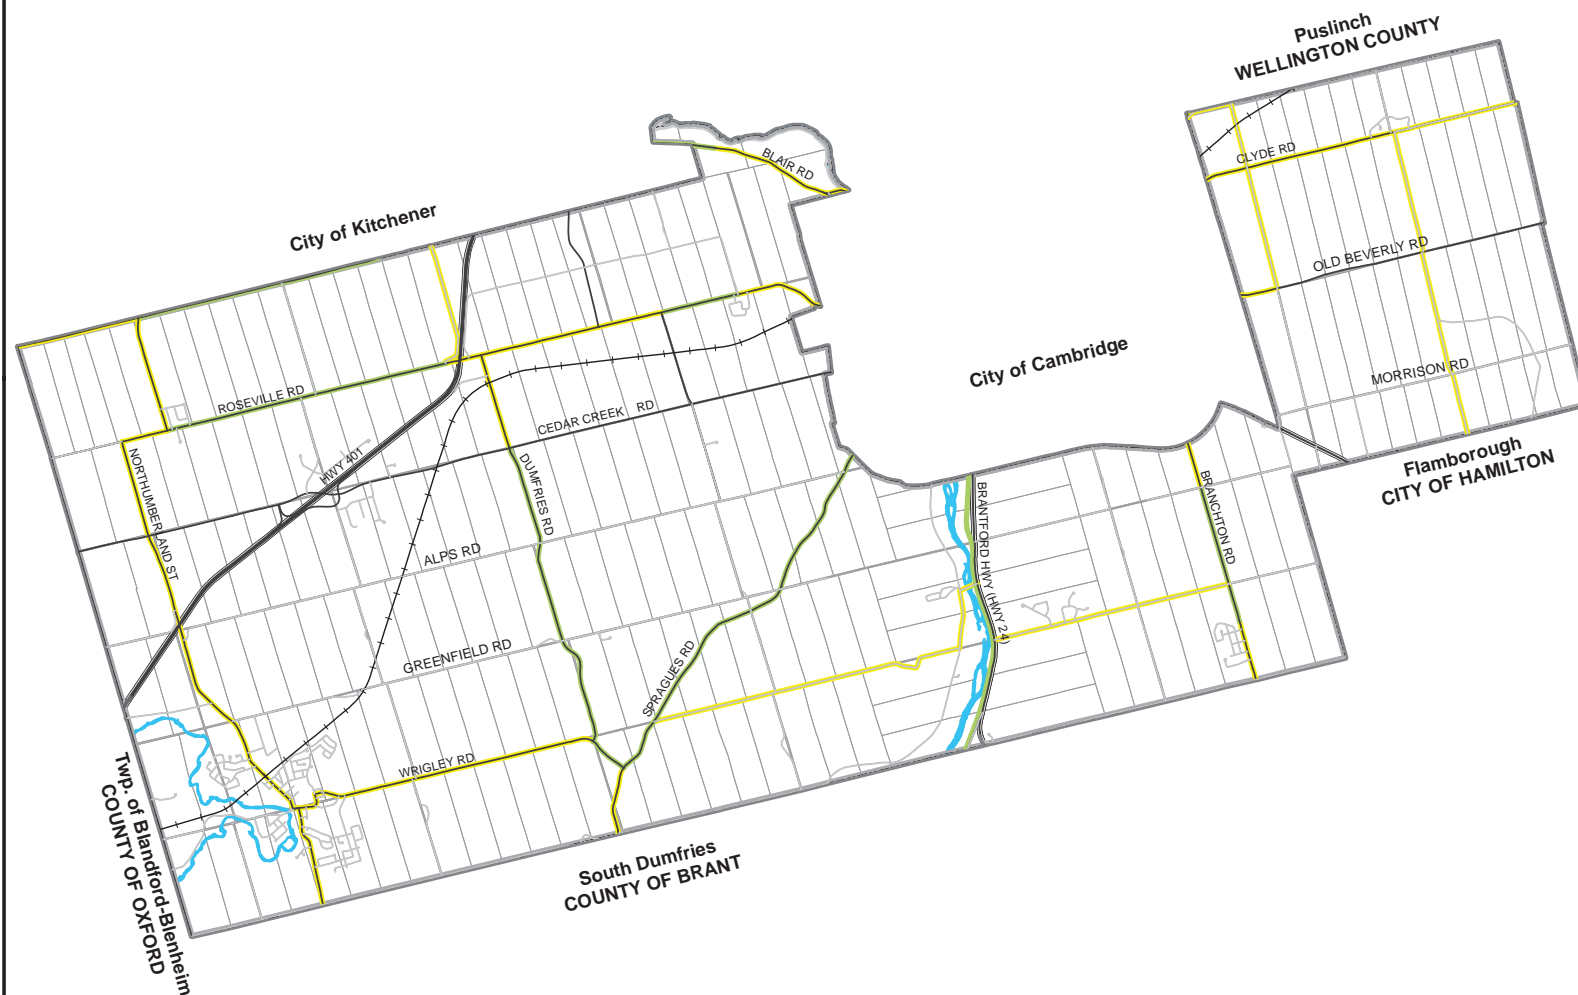 Puslinch
WELLINGTON COUNTY
BLAIR RD
CLYDE RD
City of Kitchener
OLD BEVERLY RD
City of Cambridge
MORRISON RD
ROSEVILLE RD
CEDAR CREEK RD
HWY 401
NORTHUMBERLAND ST
DUMFRIES RD
BRANTFORD HWY (HWY 24)
BRANCHTON RD
Flamborough
CITY OF HAMILTON
ALPS RD
GREENFIELD RD
SPRAGUES RD
WRIGLEY RD
Twp. of Blandford-Blenheim
COUNTY OF OXFORD
South Dumfries
COUNTY OF BRANT